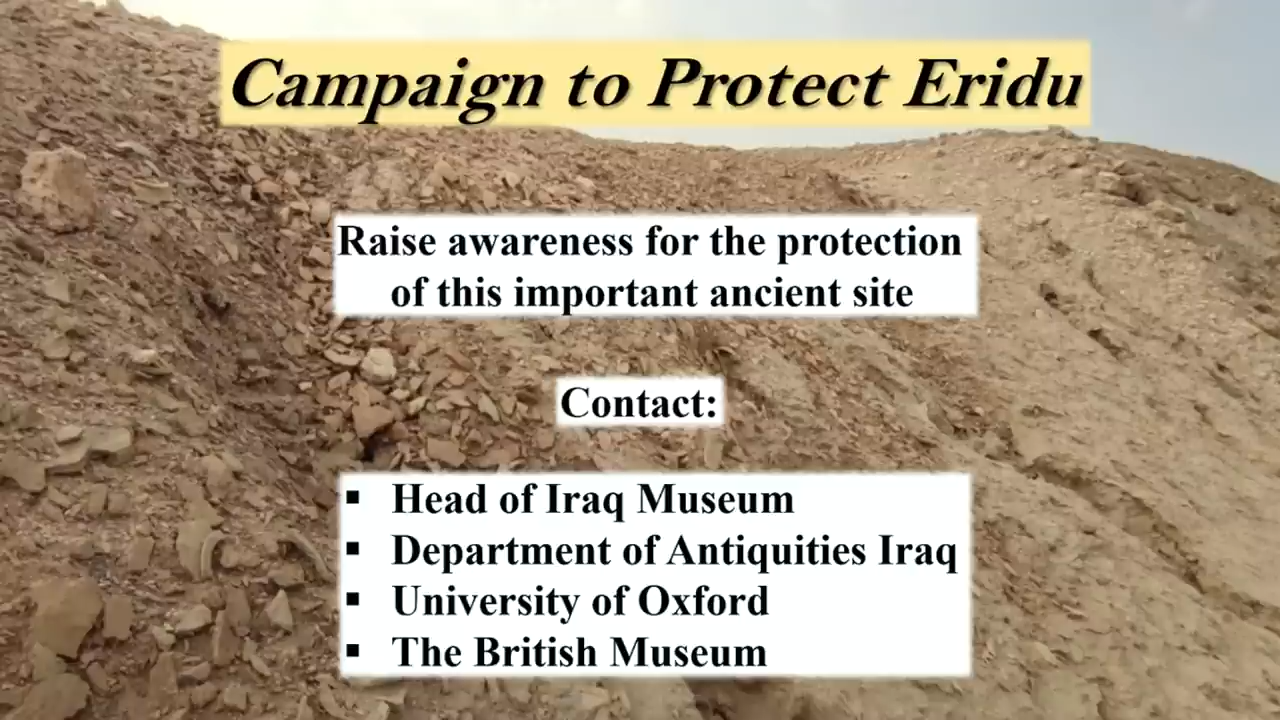 Campaign to Protect Eridu
Raise awareness for the protection
of this important ancient site
Contact:
▪ Head of Iraq Museum
▪ Department of Antiquities Iraq
▪ University of Oxford
▪ The British Museum